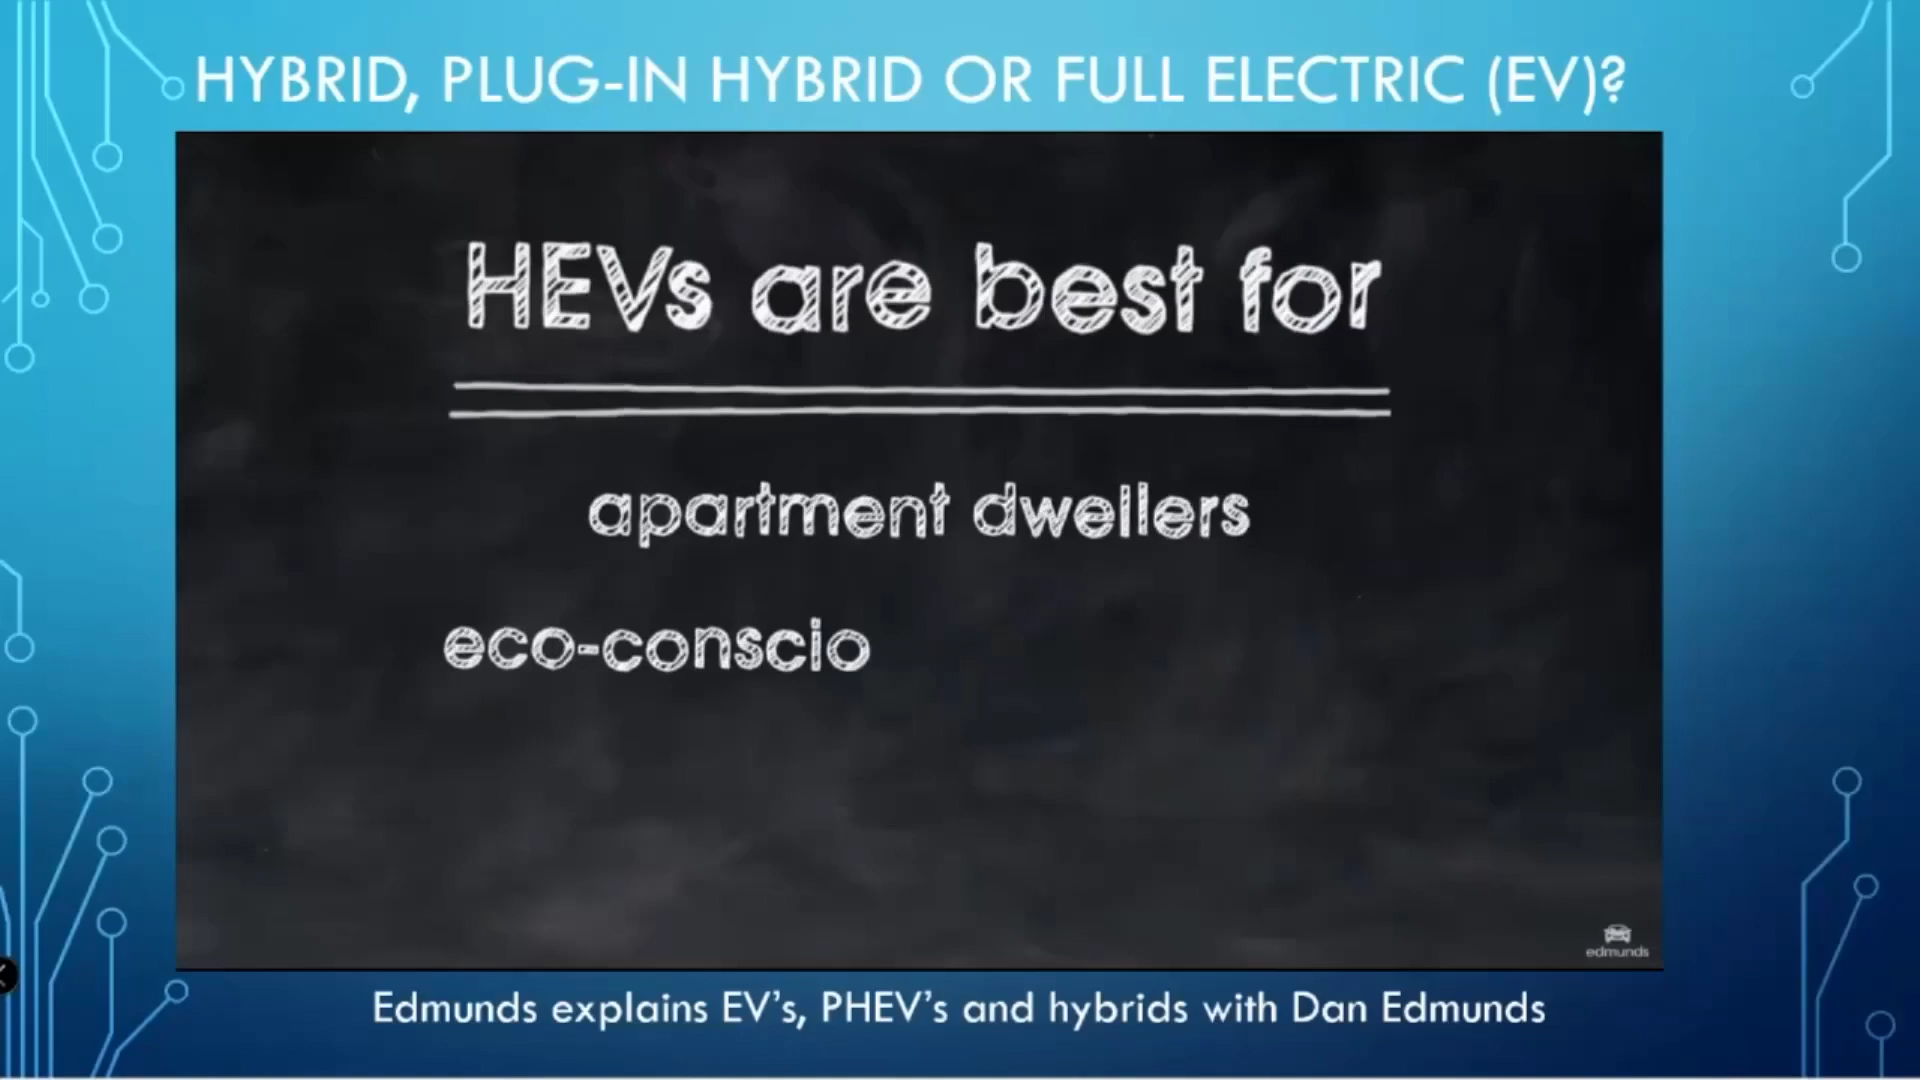 HYBRID, PLUG-IN HYBRID OR FULL ELECTRIC (EV)?
HEVs are best for
apartment dwellers
eco-conscio
edmunds
Edmunds explains EV's, PHEV's and hybrids with Dan Edmunds